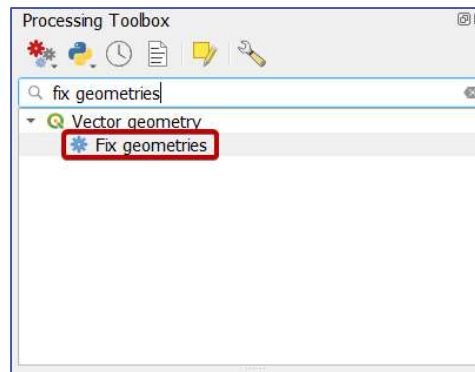 Processing Toolbox
fix geometries
Vector geometry
Fix geometries